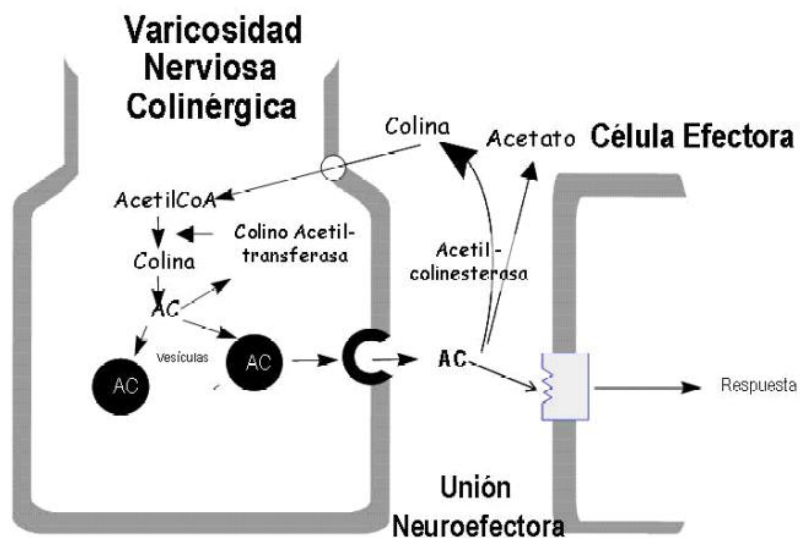 Varicosidad
Nerviosa
Colinérgica
Colina
Acetato
Célula Efectora
AcetilCoA
Colino Acetil-
transferasa
Colina
Acetil-
colinesterasa
AC
Vesículas
AC
AC
AC
Respuesta
Unión
Neuroefectora